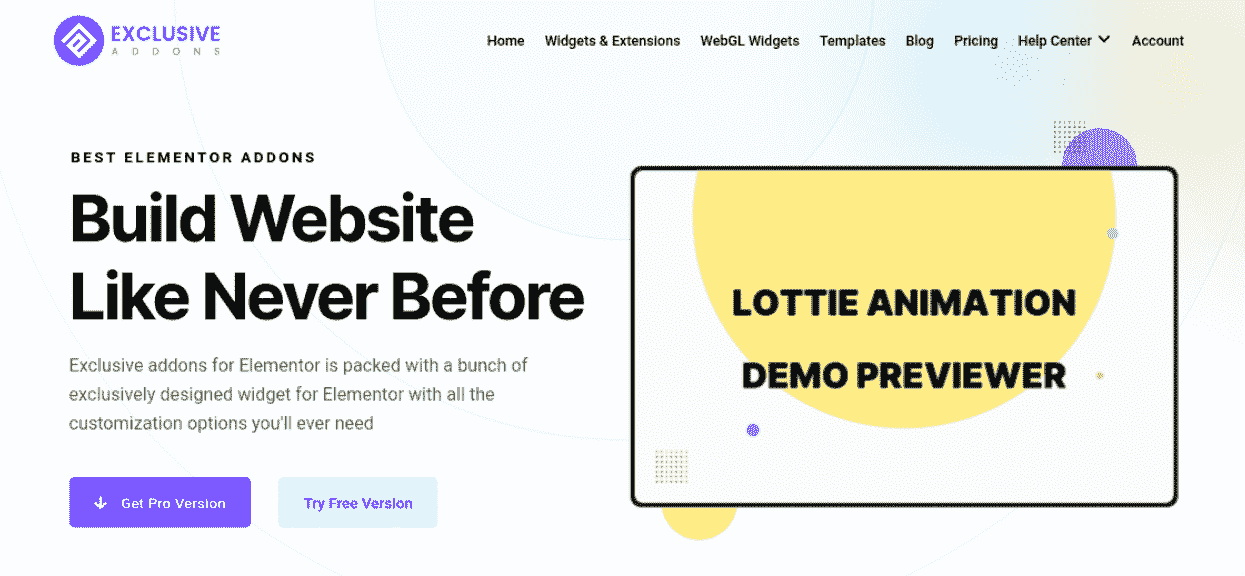 EXCLUSIVE
ADDONS
Home Widgets & Extensions WebGL Widgets Templates Blog Pricing Help Center Account
BEST ELEMENTOR ADDONS
Build Website
Like Never Before
Exclusive addons for Elementor is packed with a bunch of
exclusively designed widget for Elementor with all the
customization options you'll ever need
Get Pro Version Try Free Version
LOTTIE ANIMATION
DEMO PREVIEWER